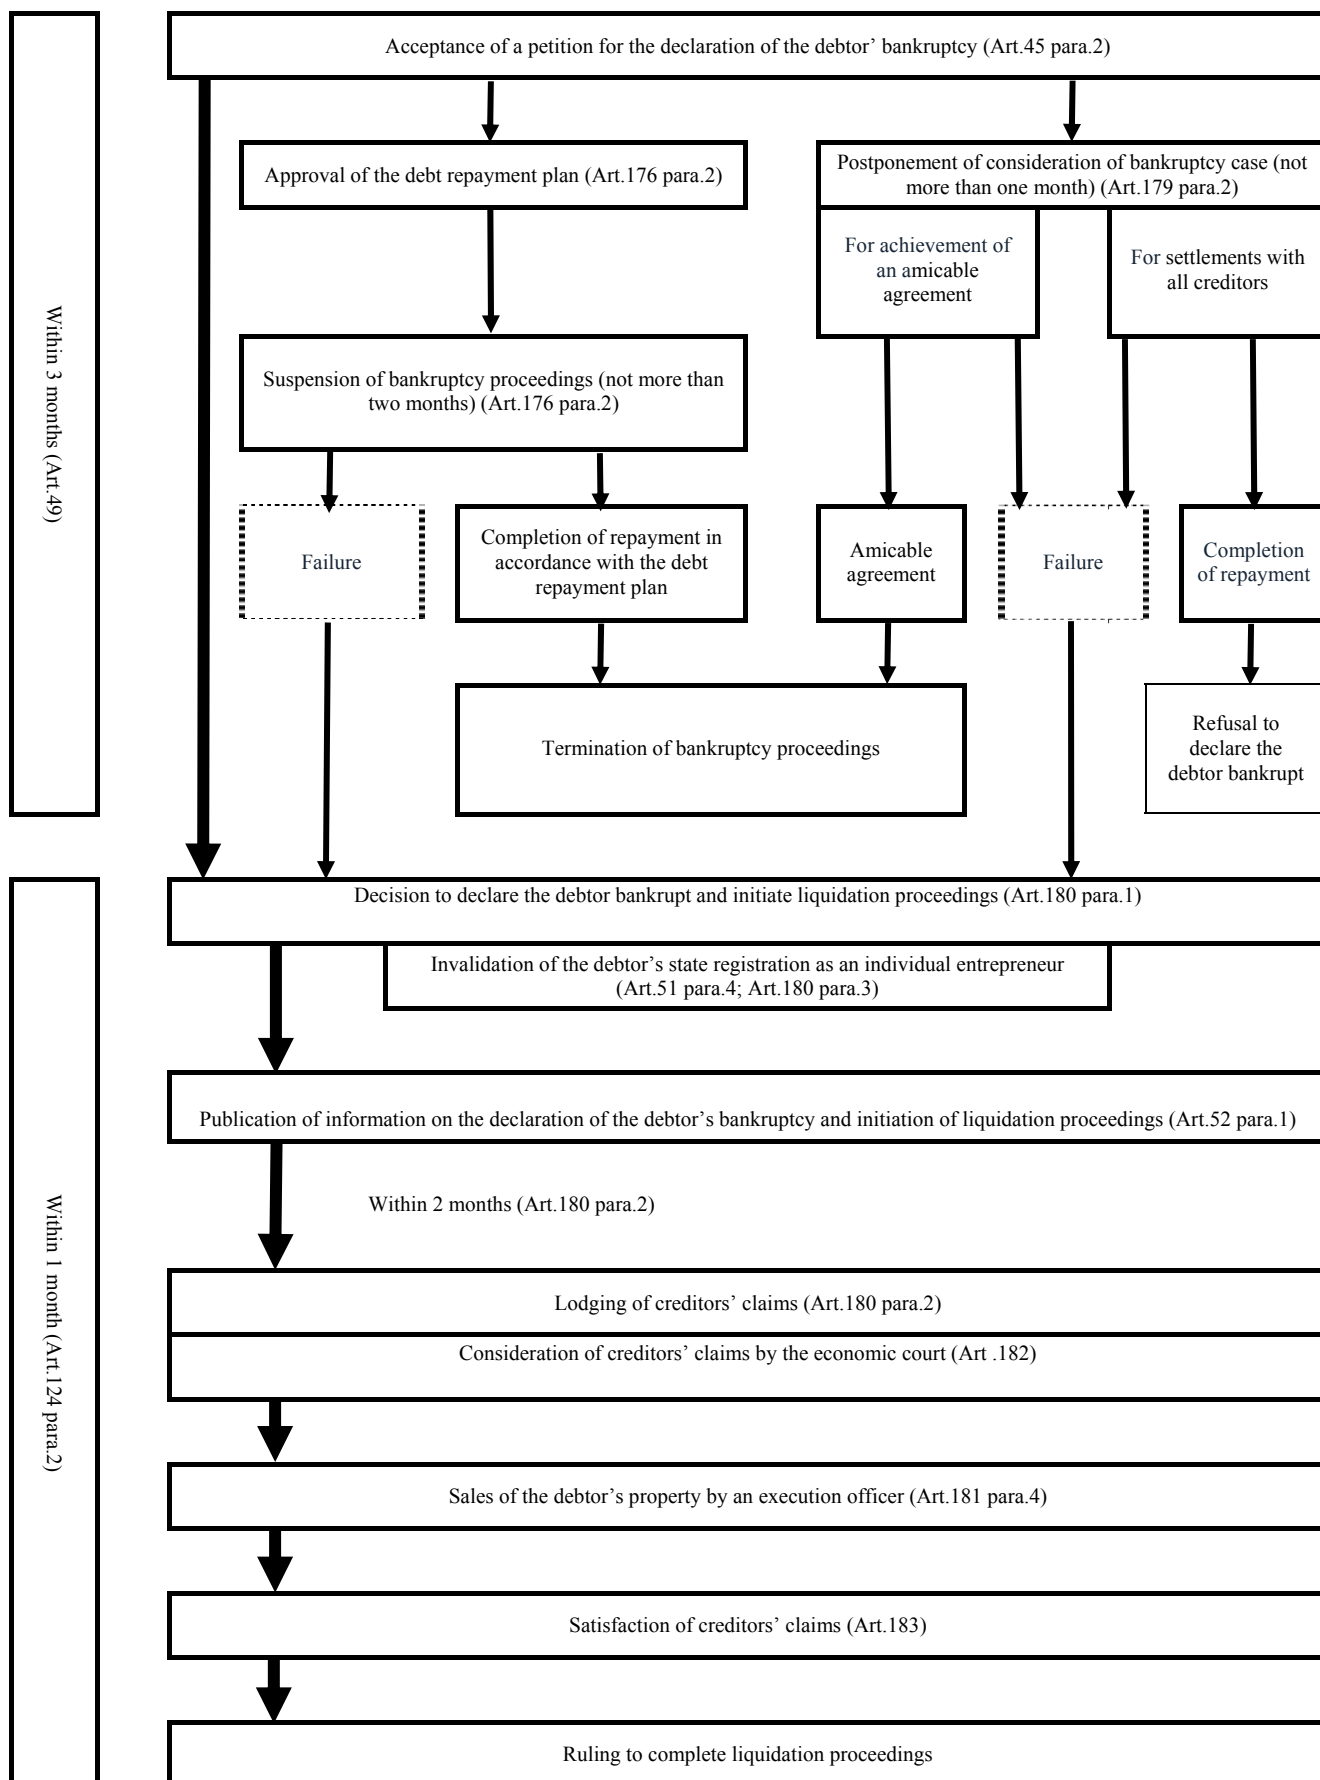 Acceptance of a petition for the declaration of the debtor’ bankruptcy (Art.45 para.2)
Within 3 months (Art.49)
Approval of the debt repayment plan (Art.176 para.2)
Postponement of consideration of bankruptcy case (not
more than one month) (Art.179 para.2)
For achievement of
an amicable
agreement
For settlements with
all creditors
Suspension of bankruptcy proceedings (not more than
two months) (Art.176 para.2)
Failure
Completion of repayment in
accordance with the debt
repayment plan
Amicable
agreement
Failure
Completion
of repayment
Termination of bankruptcy proceedings
Refusal to
declare the
debtor bankrupt
Within 1 month (Art.124 para.2)
Decision to declare the debtor bankrupt and initiate liquidation proceedings (Art.180 para.1)
Invalidation of the debtor’s state registration as an individual entrepreneur
(Art.51 para.4; Art.180 para.3)
Publication of information on the declaration of the debtor’s bankruptcy and initiation of liquidation proceedings (Art.52 para.1)
Within 2 months (Art.180 para.2)
Lodging of creditors’ claims (Art.180 para.2)
Consideration of creditors’ claims by the economic court (Art .182)
Sales of the debtor’s property by an execution officer (Art.181 para.4)
Satisfaction of creditors’ claims (Art.183)
Ruling to complete liquidation proceedings